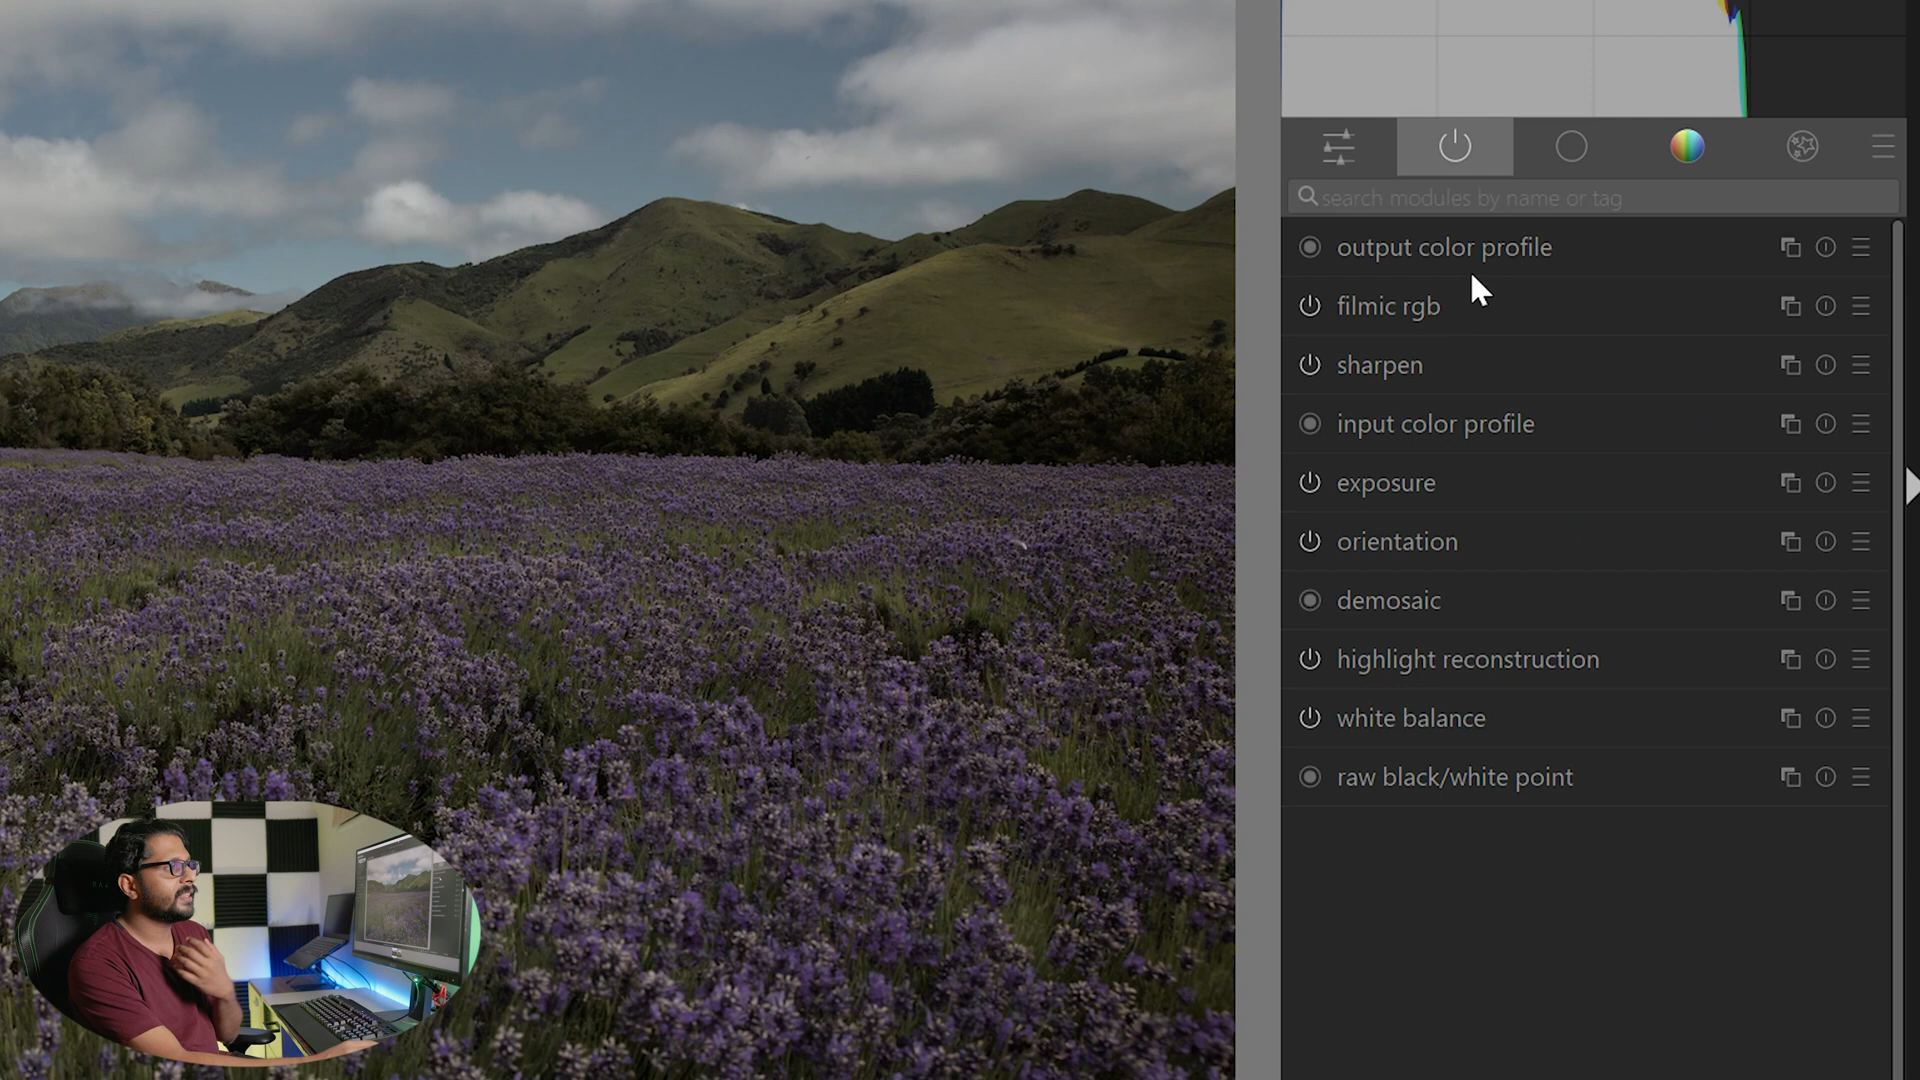 search modules by name or tag
output color profile
filmic rgb
sharpen
input color profile
exposure
orientation
demosaic
highlight reconstruction
white balance
raw black/white point